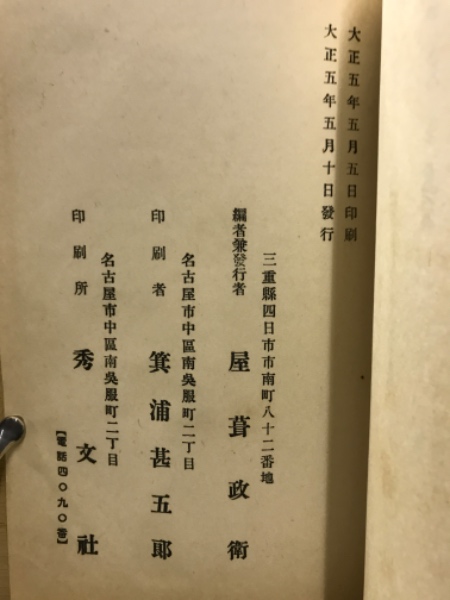 大正五年五月五日印刷
大正五年五月十日發行
三重縣四日市市南町八十二番地
編者兼發行者 屋葺政衛
名古屋市中區南呉服町二丁目
印刷者 箕浦甚五郎
名古屋市中區南呉服町二丁目
印刷所 秀文社
【電話四〇九〇番】